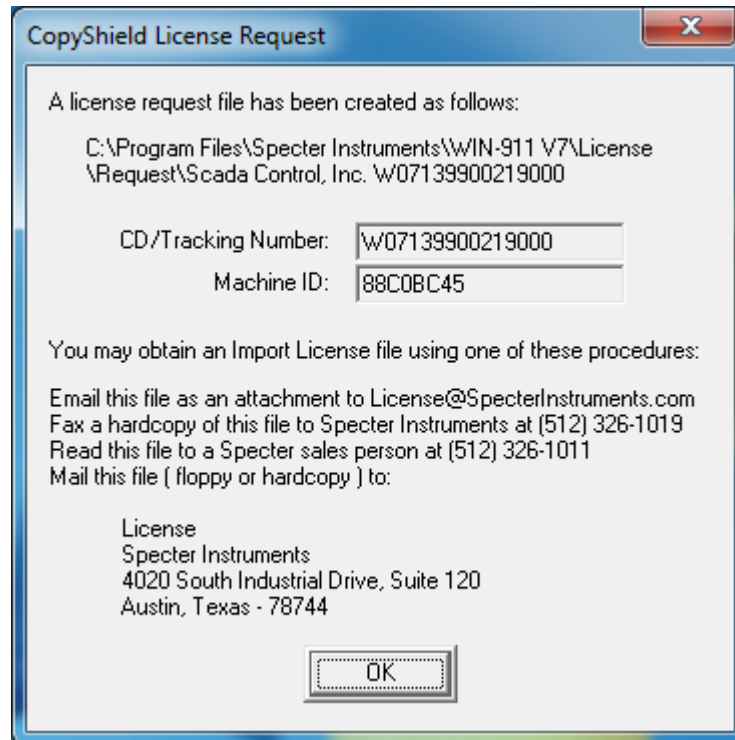 CopyShield License Request
A license request file has been created as follows:
C:\Program Files\Specter Instruments\WIN-911 V7\License
\Request\Scada Control, Inc. W07139900219000
CD/Tracking Number: W07139900219000
Machine ID: 88C0BC45
You may obtain an Import License file using one of these procedures:
Email this file as an attachment to License@SpecterInstruments.com
Fax a hardcopy of this file to Specter Instruments at (512) 326-1019
Read this file to a Specter sales person at (512) 326-1011
Mail this file ( floppy or hardcopy ) to:
License
Specter Instruments
4020 South Industrial Drive, Suite 120
Austin, Texas - 78744
OK